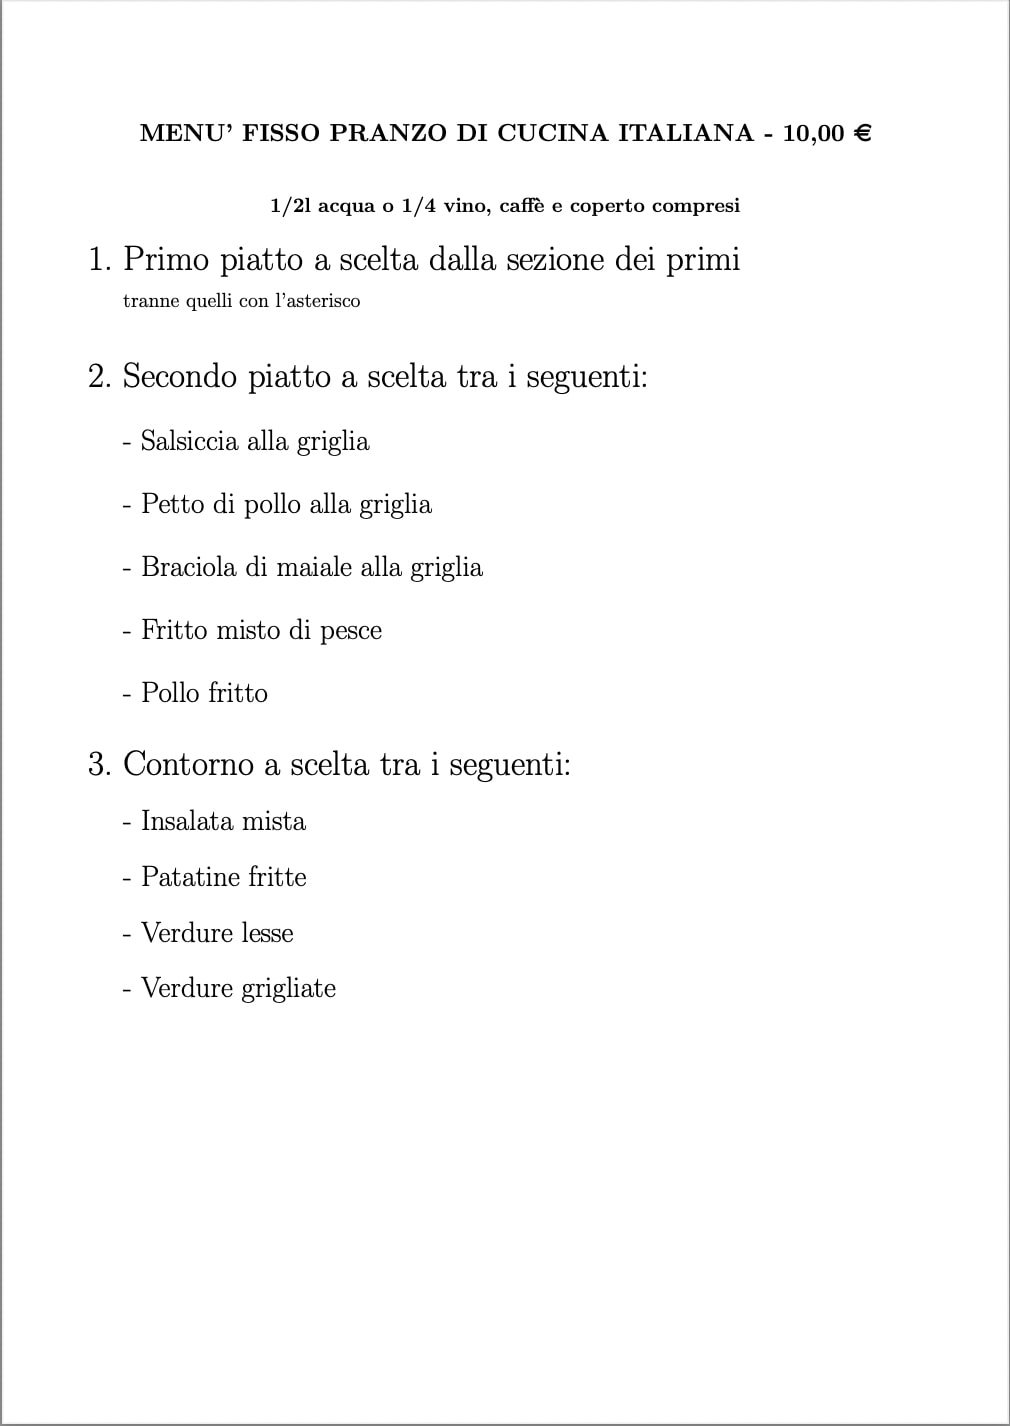 MENU’ FISSO PRANZO DI CUCINA ITALIANA - 10,00 €
1/2l acqua o 1/4 vino, caffè e coperto compresi
1. Primo piatto a scelta dalla sezione dei primi
tranne quelli con l’asterisco
2. Secondo piatto a scelta tra i seguenti:
- Salsiccia alla griglia
- Petto di pollo alla griglia
- Braciola di maiale alla griglia
- Fritto misto di pesce
- Pollo fritto
3. Contorno a scelta tra i seguenti:
- Insalata mista
- Patatine fritte
- Verdure lesse
- Verdure grigliate